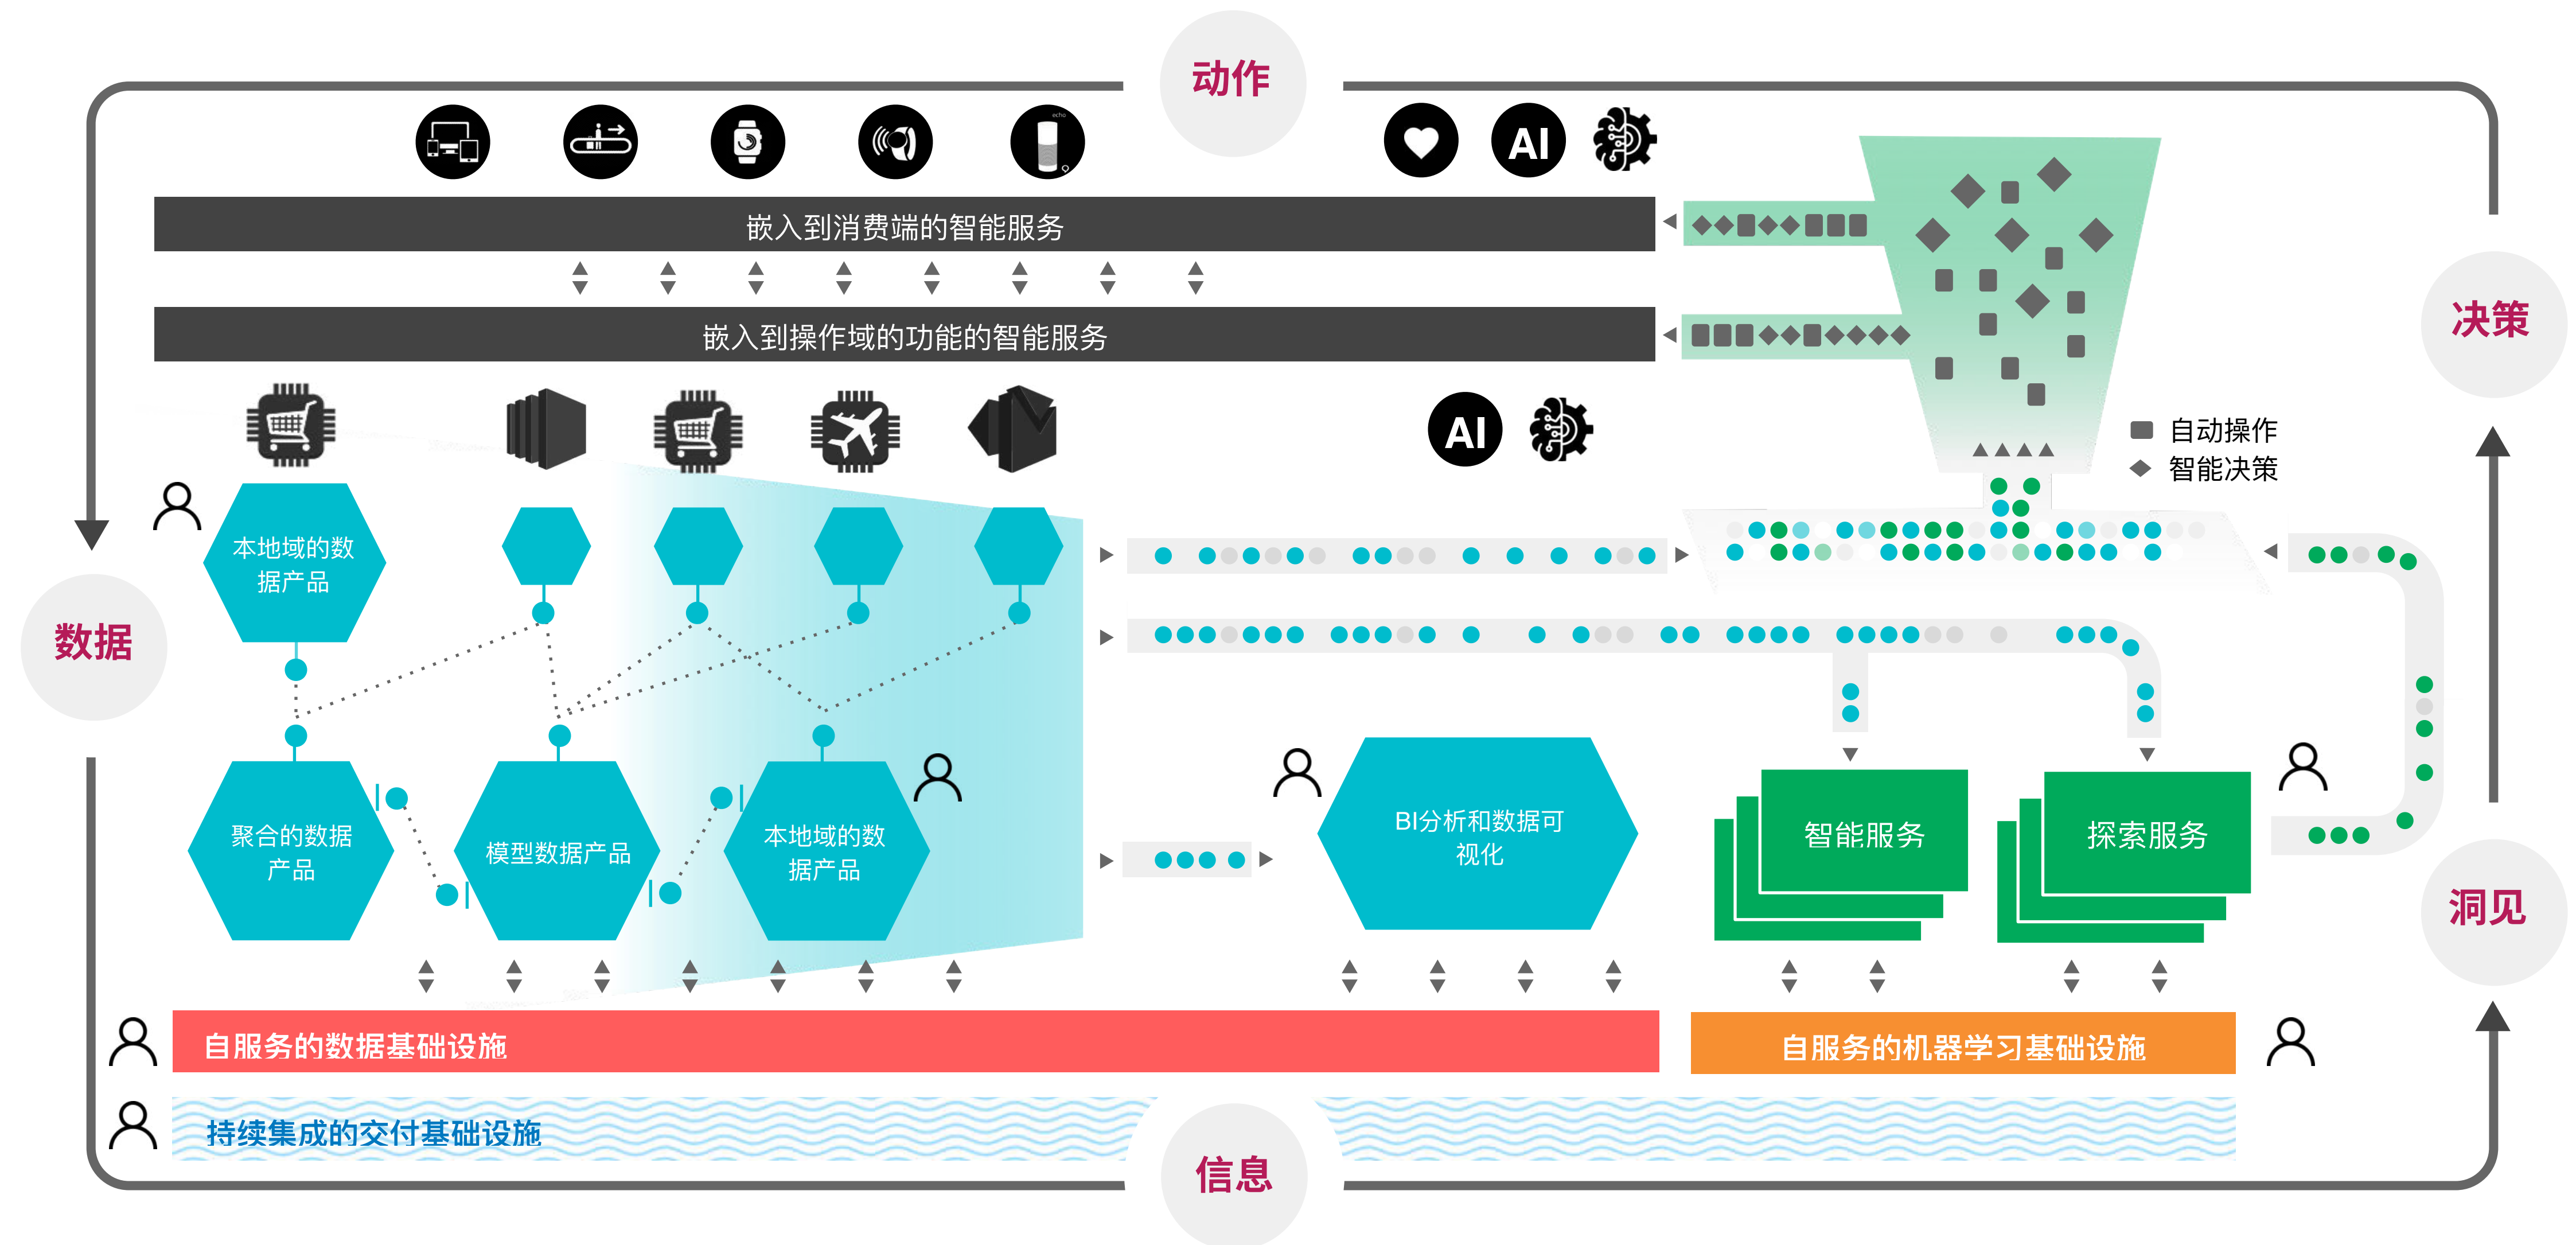 动作
echo
AI
嵌入到消费端的智能服务
决策
嵌入到操作域的功能的智能服务
AI
自动操作
智能决策
本地域的数
据产品
数据
聚合的数据
产品
模型数据产品
本地域的数
据产品
BI分析和数据可
视化
智能服务
探索服务
洞见
自服务的数据基础设施
自服务的机器学习基础设施
持续集成的交付基础设施
信息